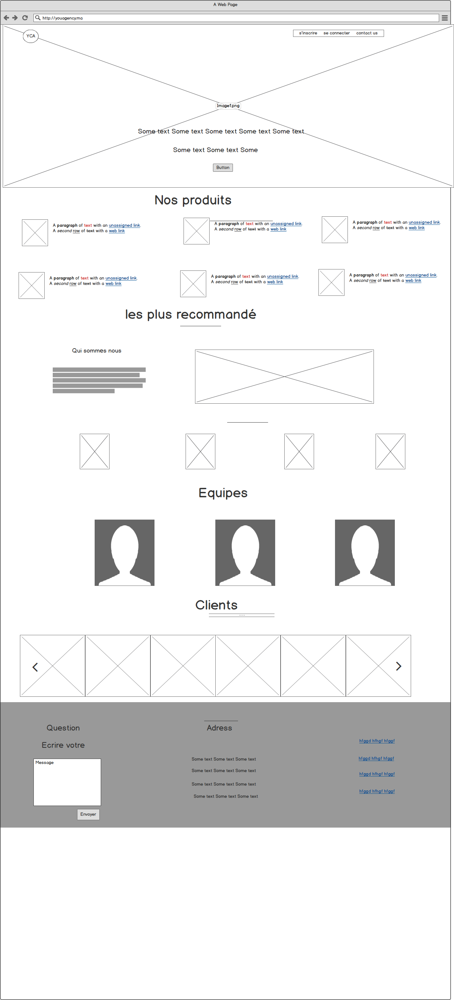 A Web Page
http://youagency.ma
YCA
s'inscrire se connecter contact us
Image1.png
Some text Some text Some text Some text Some text
Some text Some text Some
Button
Nos produits
A paragraph of text with an unassigned link.
A second row of text with a web link
A paragraph of text with an unassigned link.
A second row of text with a web link
A paragraph of text with an unassigned link.
A second row of text with a web link
A paragraph of text with an unassigned link.
A second row of text with a web link
A paragraph of text with an unassigned link.
A second row of text with a web link
A paragraph of text with an unassigned link.
A second row of text with a web link
les plus recommandé
Qui sommes nous
Equipes
Clients
Question
Ecrire votre
Message
Envoyer
Adress
Some text Some text Some text
Some text Some text Some text
Some text Some text Some text
Some text Some text Some text
hfggd hfhgf hfggf
hfggd hfhgf hfggf
hfggd hfhgf hfggf
hfggd hfhgf hfggf